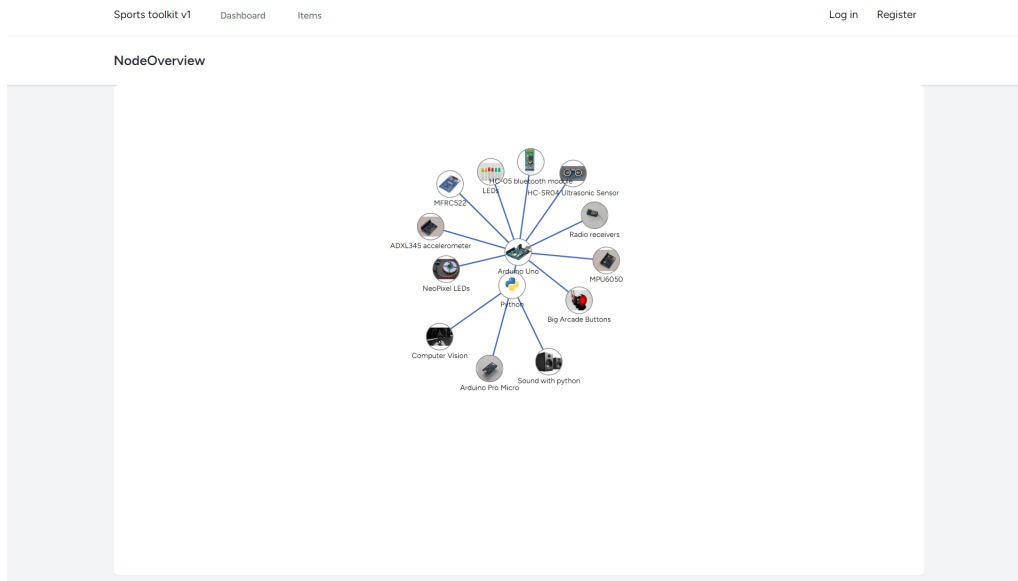 Sports toolkit v1
Dashboard
Items
Log in
Register
NodeOverview
HC-05 bluetooth module
LEDs
HC-SR04 Ultrasonic Sensor
MFRC522
Radio receivers
ADXL345 accelerometer
Arduino Uno
MPU6050
NeoPixel LEDs
Python
Big Arcade Buttons
Computer Vision
Sound with python
Arduino Pro Micro